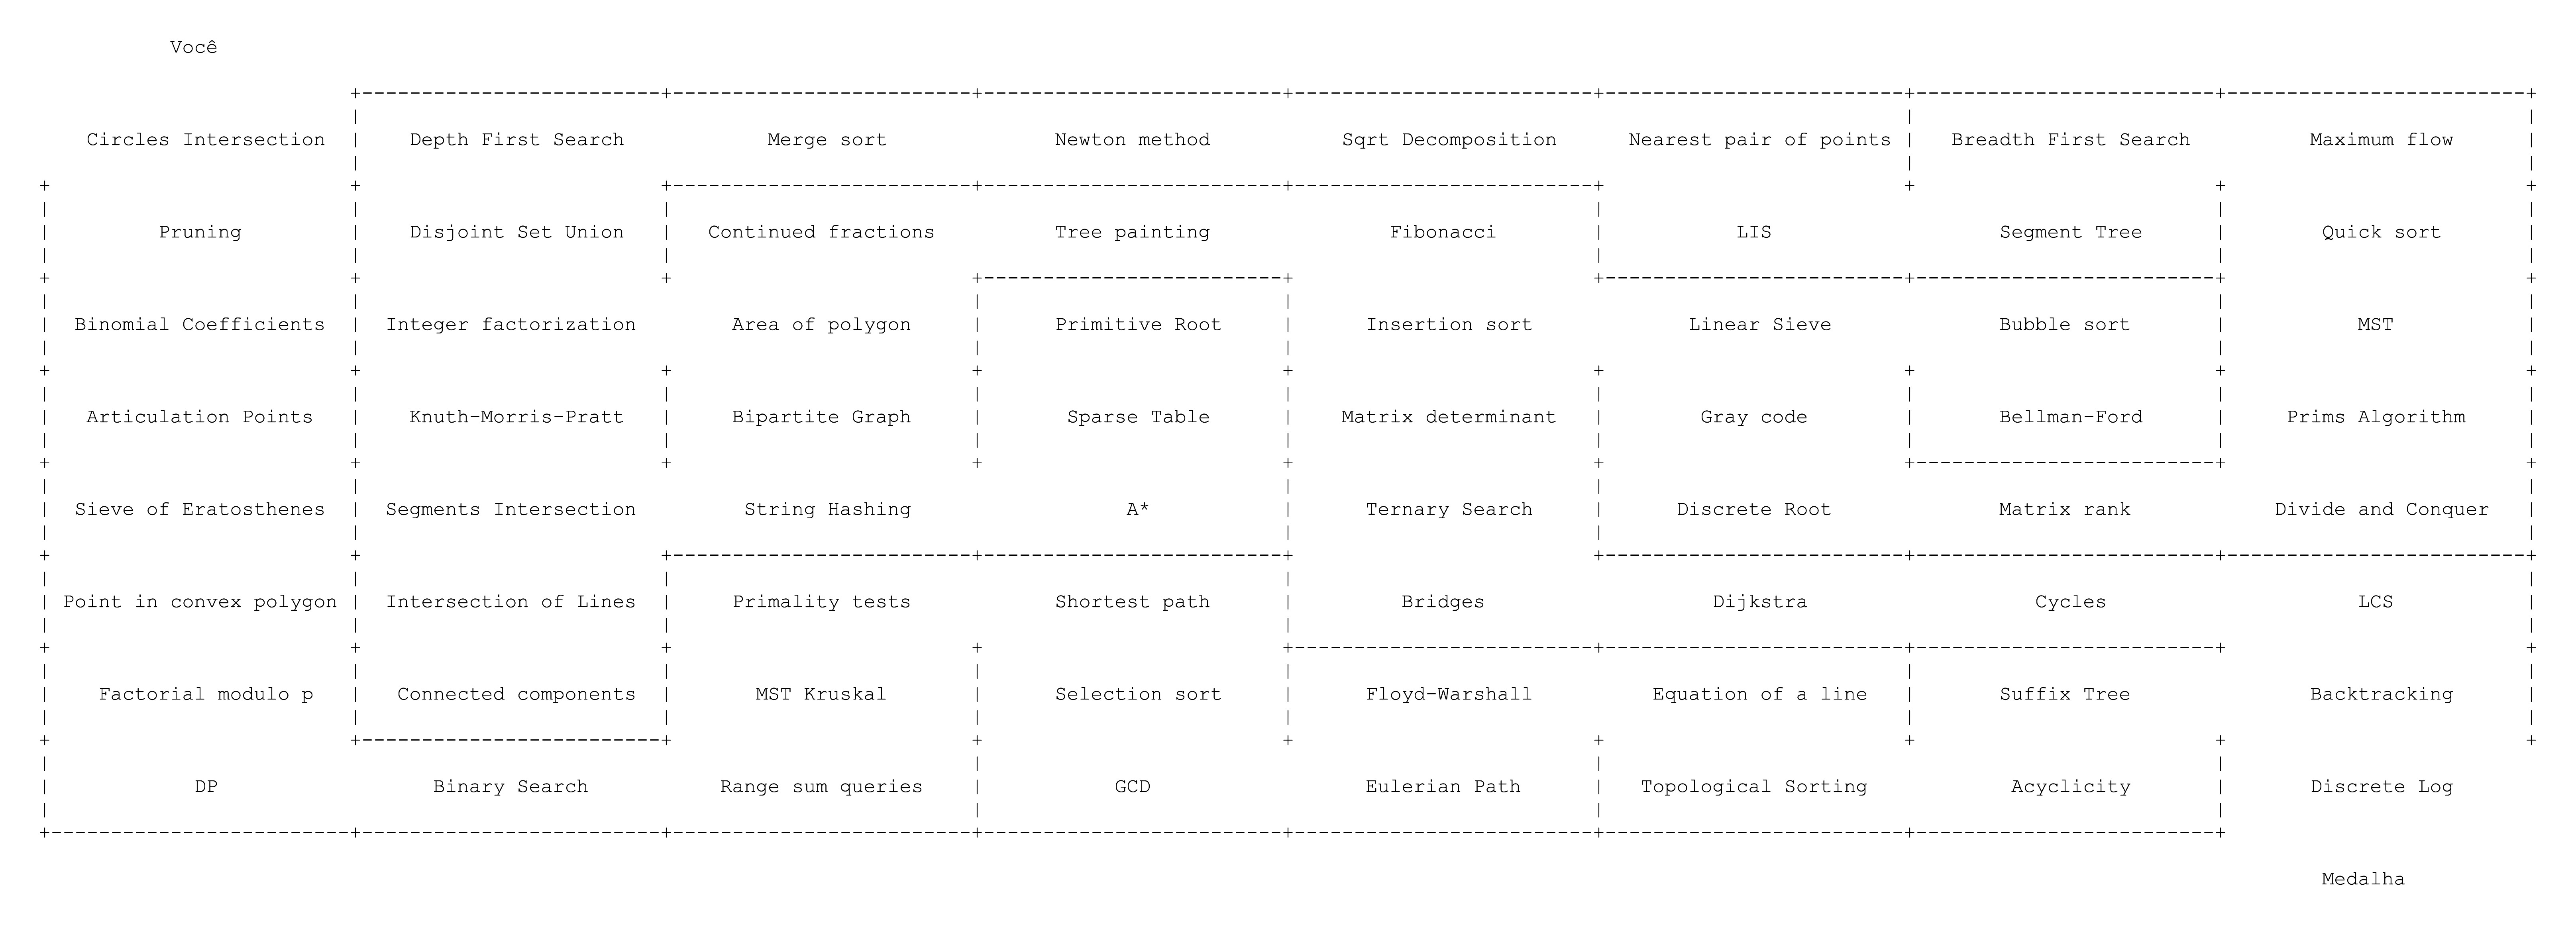 Você
Circles Intersection Depth First Search Merge sort Newton method Sqrt Decomposition Nearest pair of points Breadth First Search Maximum flow
Pruning Disjoint Set Union Continued fractions Tree painting Fibonacci LIS Segment Tree Quick sort
Binomial Coefficients Integer factorization Area of polygon Primitive Root Insertion sort Linear Sieve Bubble sort MST
Articulation Points Knuth-Morris-Pratt Bipartite Graph Sparse Table Matrix determinant Gray code Bellman-Ford Prims Algorithm
Sieve of Eratosthenes Segments Intersection String Hashing A* Ternary Search Discrete Root Matrix rank Divide and Conquer
Point in convex polygon Intersection of Lines Primality tests Shortest path Bridges Dijkstra Cycles LCS
Factorial modulo p Connected components MST Kruskal Selection sort Floyd-Warshall Equation of a line Suffix Tree Backtracking
DP Binary Search Range sum queries GCD Eulerian Path Topological Sorting Acyclicity Discrete Log
Medalha